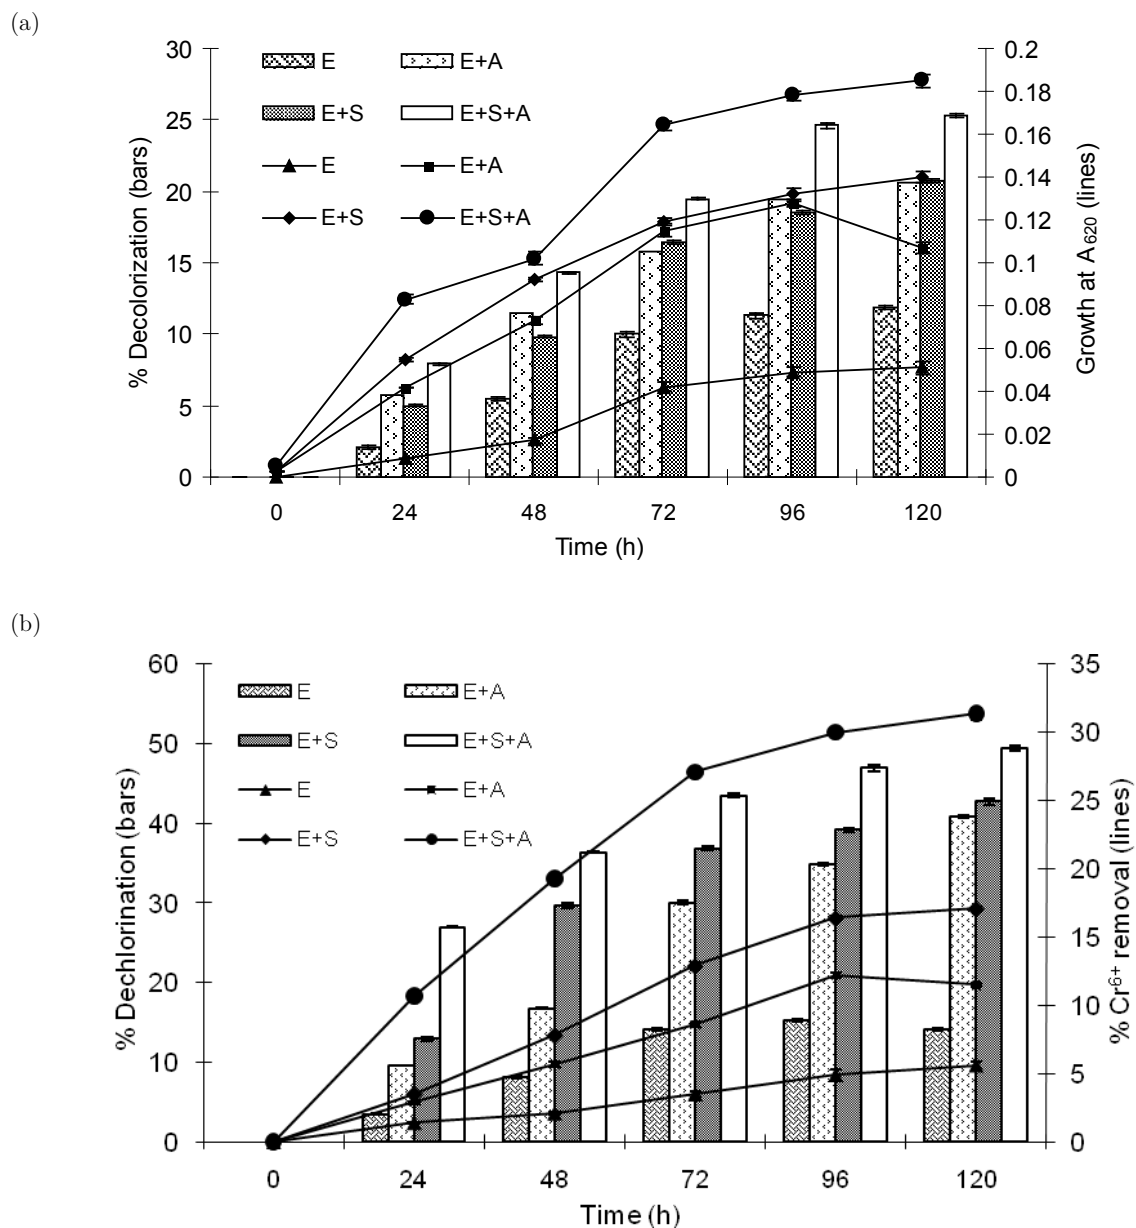 (a)
30 0.2
E E+A
25 0.18
E+S E+S+A
0.16
20 E E+A 0.14
E+S E+S+A 0.12
15 0.1
10 0.08
0.06
5 0.04
0.02
0 0
% Decolorization (bars)
Growth at A620 (lines)
0 24 48 72 96 120
Time (h)
(b)
60 35
E E+A
50 30
E+S E+S+A
25
40 E E+A
E+S E+S+A 20
30
15
20
10
10 5
0 0
% Dechlorination (bars)
% Cr6+ removal (lines)
0 24 48 72 96 120
Time (h)